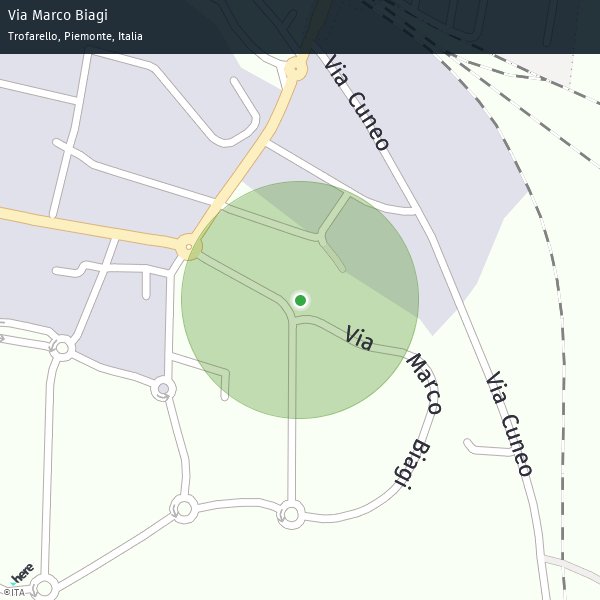 Via Marco Biagi
Trofarello, Piemonte, Italia
Via Cuneo
Via Marco Biagi
Via Cuneo
here
©ITA